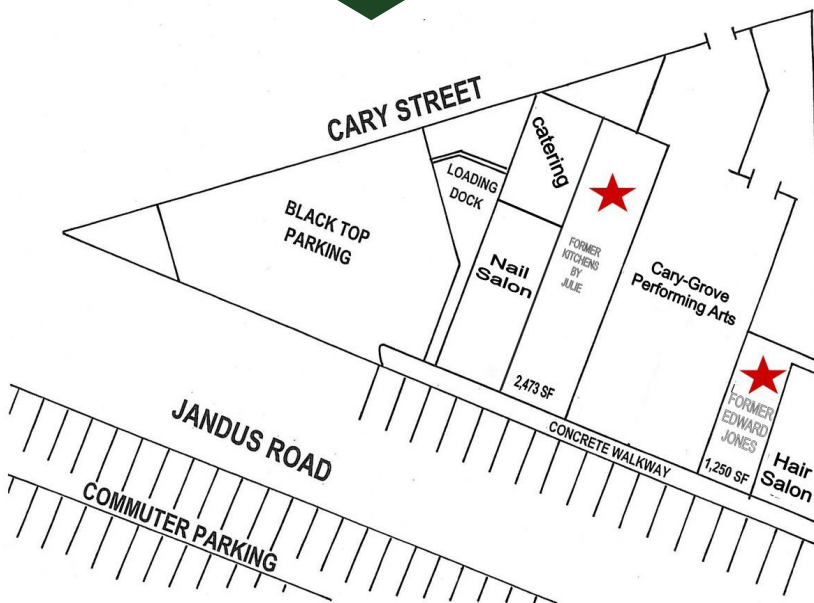 CARY STREET
catering
LOADING
DOCK
BLACK TOP
PARKING
Nail
Salon
FORMER
KITCHENS
BY
JULIE
Cary-Grove
Performing Arts
2,473 SF
FORMER
EDWARD
JONES
1,250 SF
Hair
Salon
CONCRETE WALKWAY
JANDUS ROAD
COMMUTER PARKING